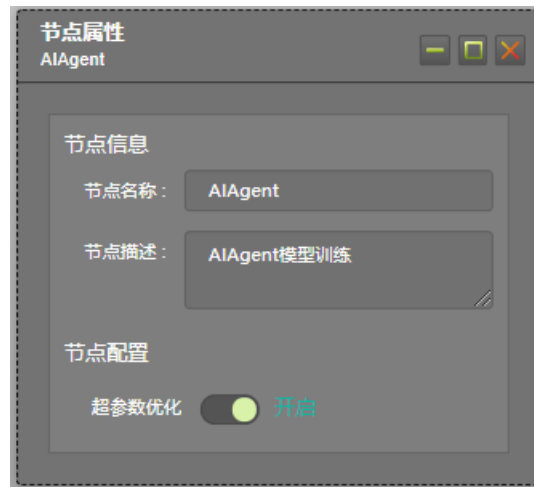 节点属性
AIAgent
节点信息
节点名称： AIAgent
节点描述： AIAgent模型训练
节点配置
超参数优化 开启